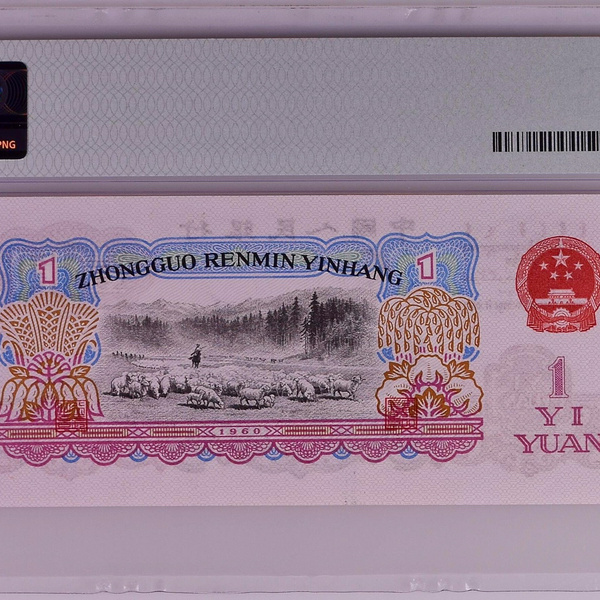 PNG
1
ZHONGGUO RENMIN YINHANG
1
1960
1
YI
YUAN